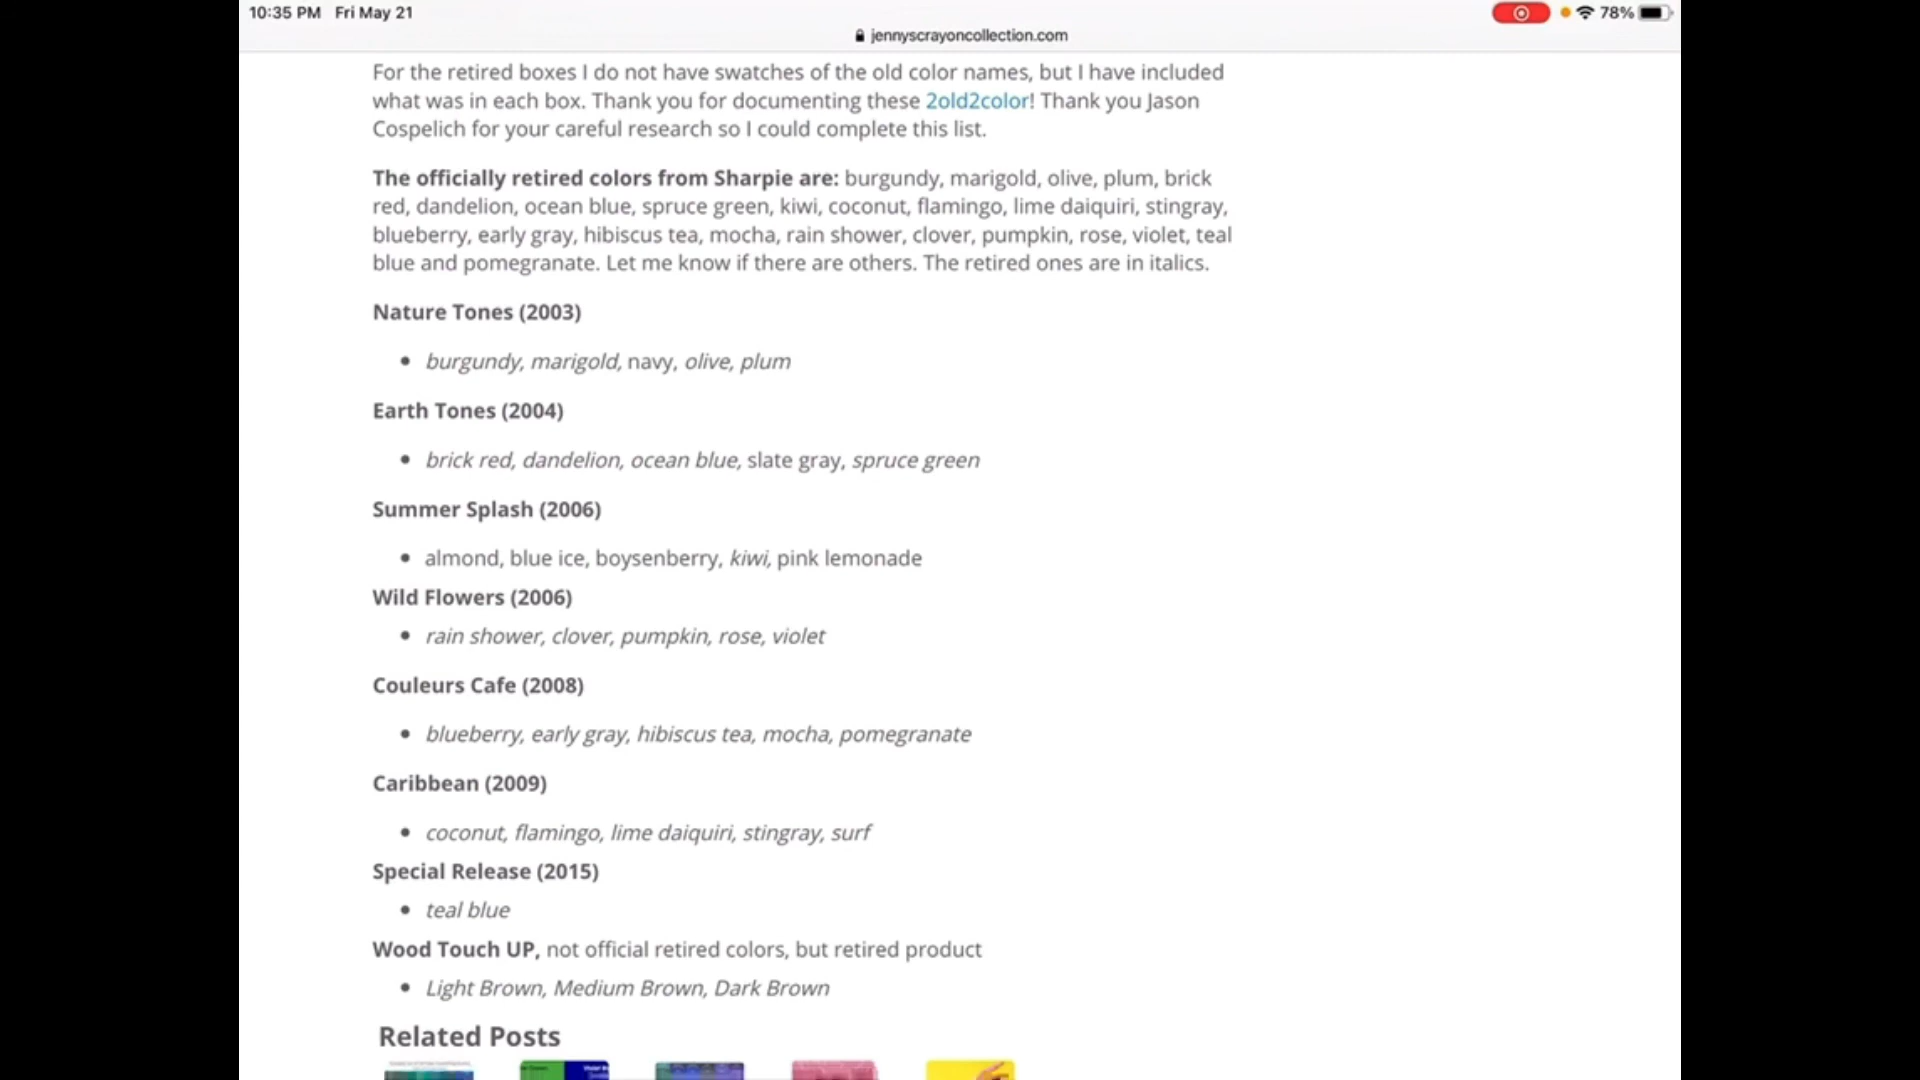 10:35 PM Fri May 21
78%
jennyscrayoncollection.com
For the retired boxes I do not have swatches of the old color names, but I have included
what was in each box. Thank you for documenting these 2old2color! Thank you Jason
Cospelich for your careful research so I could complete this list.
The officially retired colors from Sharpie are: burgundy, marigold, olive, plum, brick
red, dandelion, ocean blue, spruce green, kiwi, coconut, flamingo, lime daiquiri, stingray,
blueberry, early gray, hibiscus tea, mocha, rain shower, clover, pumpkin, rose, violet, teal
blue and pomegranate. Let me know if there are others. The retired ones are in italics.
Nature Tones (2003)
• burgundy, marigold, navy, olive, plum
Earth Tones (2004)
• brick red, dandelion, ocean blue, slate gray, spruce green
Summer Splash (2006)
• almond, blue ice, boysenberry, kiwi, pink lemonade
Wild Flowers (2006)
• rain shower, clover, pumpkin, rose, violet
Couleurs Cafe (2008)
• blueberry, early gray, hibiscus tea, mocha, pomegranate
Caribbean (2009)
• coconut, flamingo, lime daiquiri, stingray, surf
Special Release (2015)
• teal blue
Wood Touch UP, not official retired colors, but retired product
• Light Brown, Medium Brown, Dark Brown
Related Posts